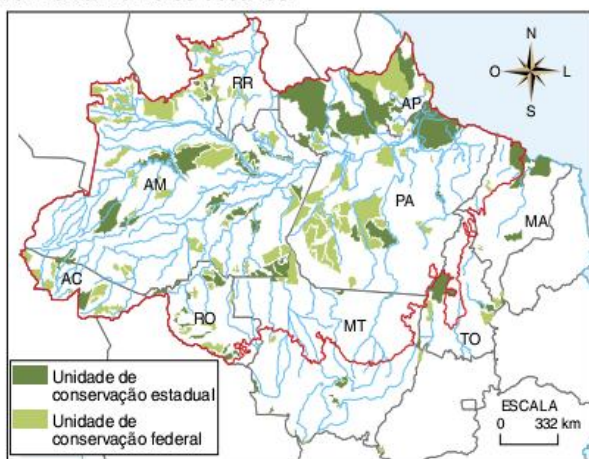 N
O L
S
RR
AP
AM
PA
MA
AC
RO
MT
TO
Unidade de
conservação estadual
Unidade de
conservação federal
ESCALA
0 332 km